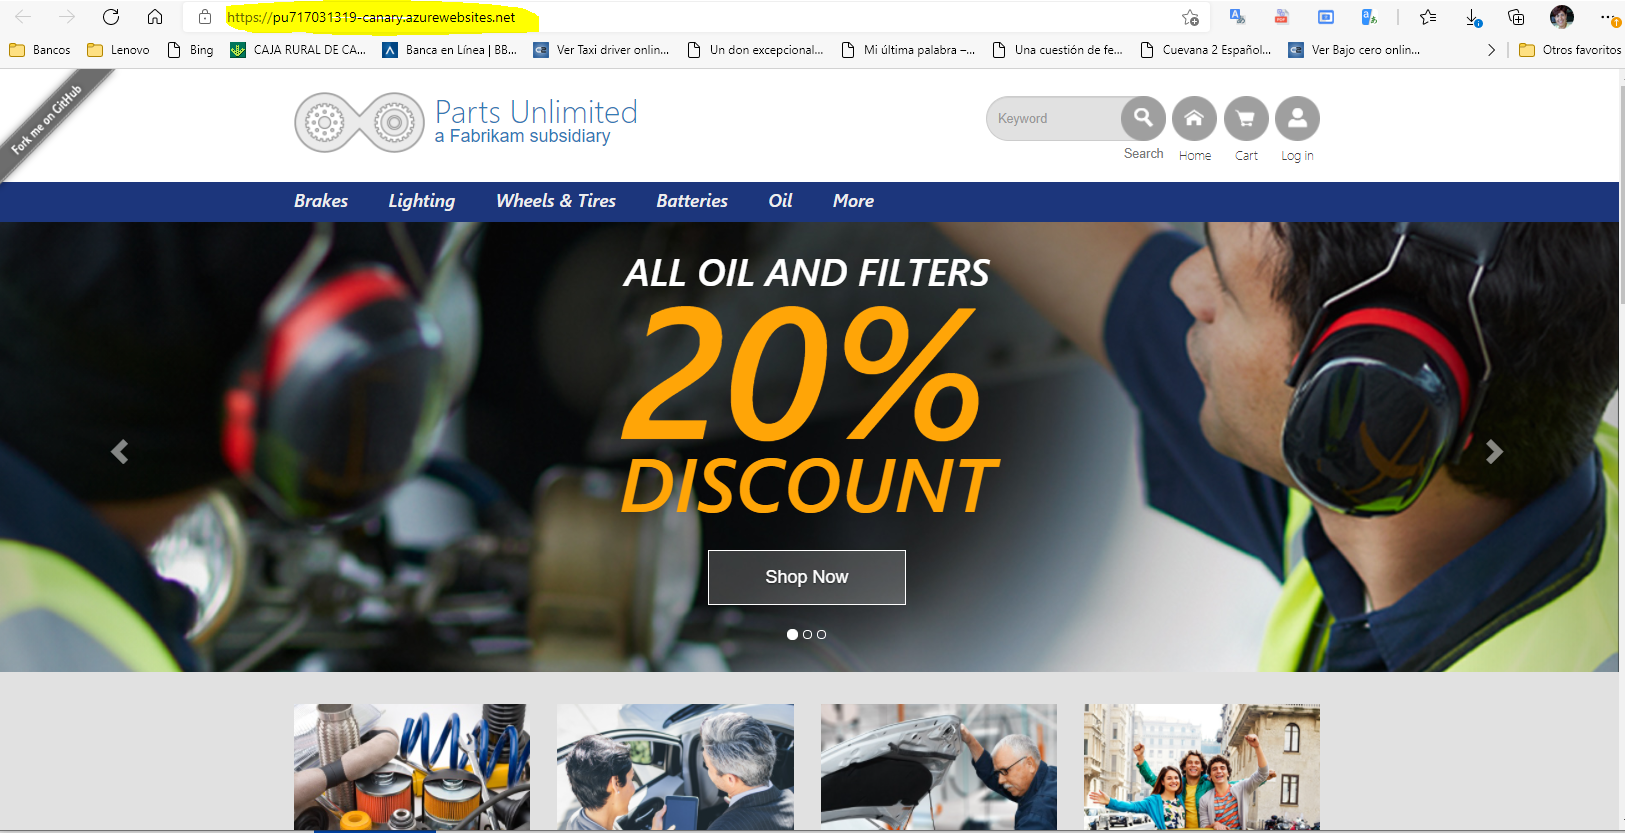 https://pu717031319-canary.azurewebsites.net
Bancos Lenovo Bing CAJA RURAL DE CA... Banca en Línea | BB... Ver Taxi driver onlin... Un don excepcional... Mi última palabra –... Una cuestión de fe... Cuevana 2 Español... Ver Bajo cero onlin... Otros favoritos
Fork me on GitHub
Parts Unlimited
a Fabrikam subsidiary
Keyword
Search Home Cart Log in
Brakes Lighting Wheels & Tires Batteries Oil More
ALL OIL AND FILTERS
20%
DISCOUNT
Shop Now